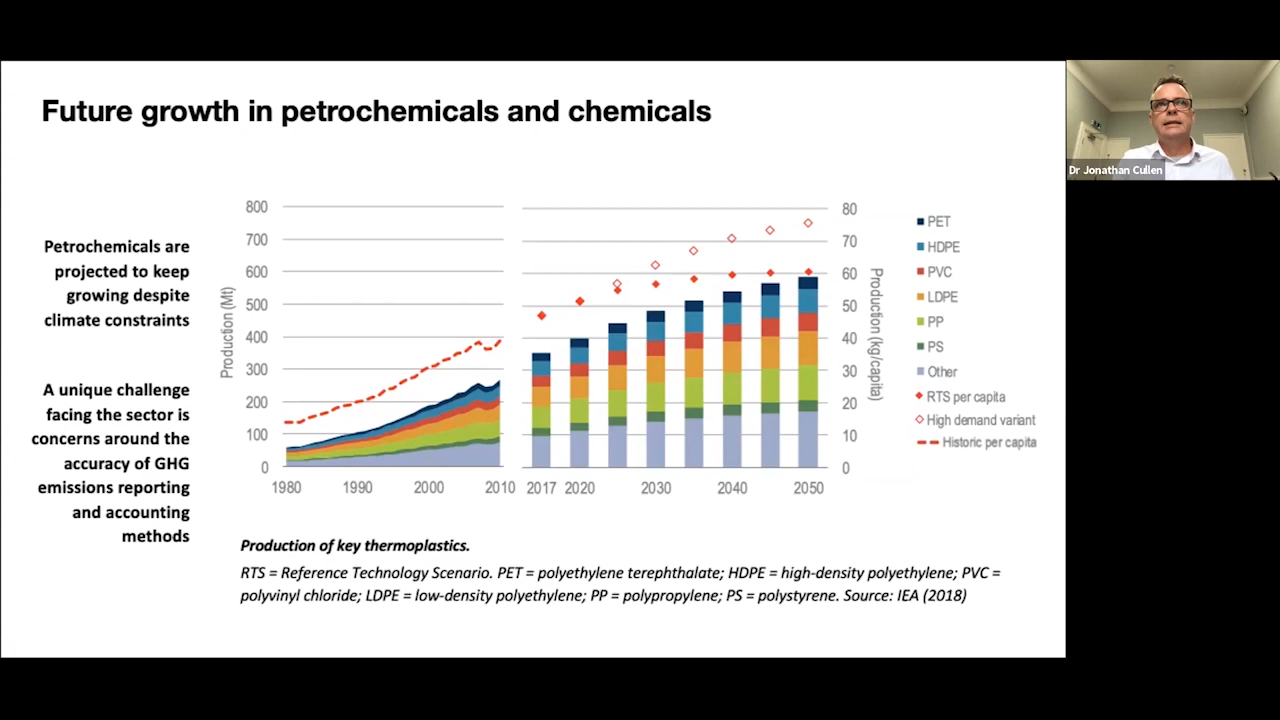 Future growth in petrochemicals and chemicals
Dr Jonathan Cullen
Petrochemicals are
projected to keep
growing despite
climate constraints
A unique challenge
facing the sector is
concerns around the
accuracy of GHG
emissions reporting
and accounting
methods
Production (Mt)
800
700
600
500
400
300
200
100
0
1980 1990 2000 2010 2017 2020 2030 2040 2050
80
70
60
50
40
30
20
10
0
Production (kg/capita)
PET
HDPE
PVC
LDPE
PP
PS
Other
RTS per capita
High demand variant
Historic per capita
Production of key thermoplastics.
RTS = Reference Technology Scenario. PET = polyethylene terephthalate; HDPE = high-density polyethylene; PVC =
polyvinyl chloride; LDPE = low-density polyethylene; PP = polypropylene; PS = polystyrene. Source: IEA (2018)